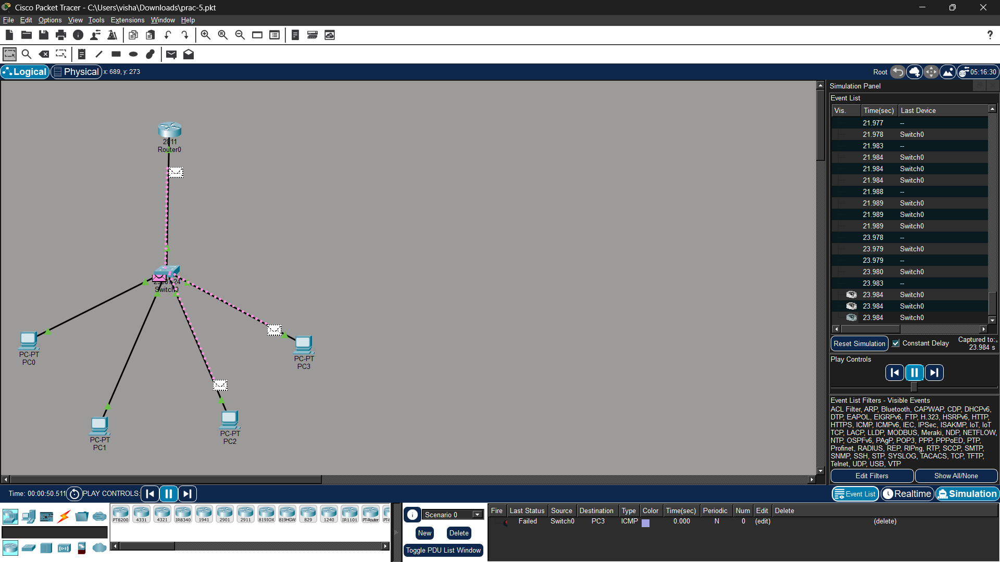 Cisco Packet Tracer - C:\Users\visha\Downloads\prac-5.pkt
File Edit Options View Tools Extensions Window Help
?
Logical Physical x: 689, y: 273 Root 05:16:30
Simulation Panel
Event List
Vis. Time(sec) Last Device
21.977 --
21.978 Switch0
21.983 --
21.984 Switch0
21.984 Switch0
21.984 Switch0
21.988 --
21.989 Switch0
21.989 Switch0
21.989 Switch0
23.978 --
23.979 Switch0
23.979 --
23.980 Switch0
23.983 --
23.984 Switch0
23.984 Switch0
23.984 Switch0
Reset Simulation Constant Delay Captured to:*
23.984 s
Play Controls
Event List Filters - Visible Events
ACL Filter, ARP, Bluetooth, CAPWAP, CDP, DHCPv6,
DTP, EAPOL, EIGRPv6, FTP, H.323, HSRPv6, HTTP,
HTTPS, ICMP, ICMPv6, IEC, IPSec, ISAKMP, IoT, IoT
TCP, LACP, LLDP, MODBUS, Meraki, NDP, NETFLOW,
NTP, OSPFv6, PAgP, POP3, PPP, PPPoED, PTP,
Profinet, RADIUS, REP, RIPng, RTP, SCCP, SMTP,
SNMP, SSH, STP, SYSLOG, TACACS, TCP, TFTP,
Telnet, UDP, USB, VTP
Edit Filters Show All/None
Event List Realtime Simulation
2811
Router0
Switch0
PC-PT
PC0
PC-PT
PC3
PC-PT
PC1
PC-PT
PC2
Time: 00:00:50.511 PLAY CONTROLS:
PT8200 4331 4321 IR8340 1941 2901 2911 819IOX 819HGW 829 1240 IR1101 PT-Router
Scenario 0
New Delete
Toggle PDU List Window
Fire Last Status Source Destination Type Color Time(sec) Periodic Num Edit Delete
Failed Switch0 PC3 ICMP 0.000 N 0 (edit) (delete)